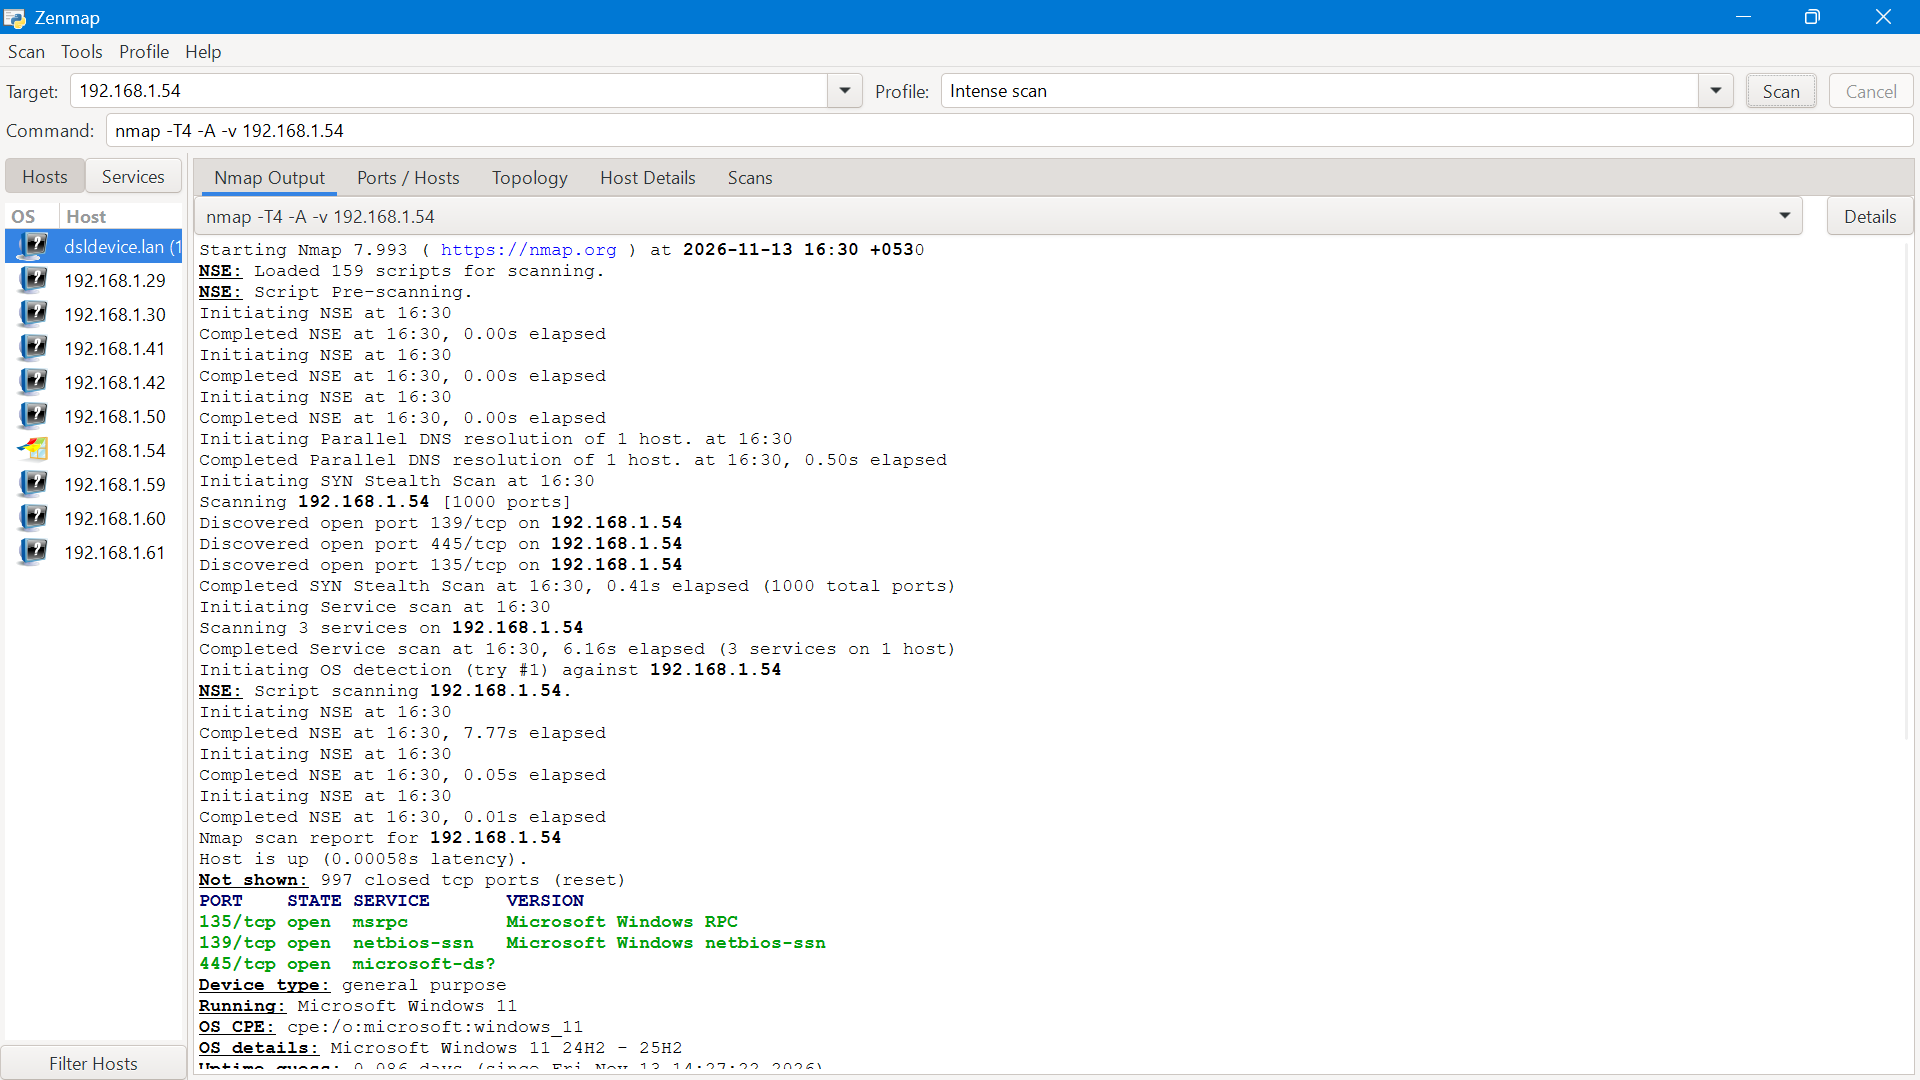 Zenmap
Scan Tools Profile Help
Target: 192.168.1.54 Profile: Intense scan Scan Cancel
Command: nmap -T4 -A -v 192.168.1.54
Hosts Services
OS Host
dsldevice.lan (1
192.168.1.29
192.168.1.30
192.168.1.41
192.168.1.42
192.168.1.50
192.168.1.54
192.168.1.59
192.168.1.60
192.168.1.61
Filter Hosts
Nmap Output Ports / Hosts Topology Host Details Scans
nmap -T4 -A -v 192.168.1.54 Details
Starting Nmap 7.993 ( https://nmap.org ) at 2026-11-13 16:30 +0530
NSE: Loaded 159 scripts for scanning.
NSE: Script Pre-scanning.
Initiating NSE at 16:30
Completed NSE at 16:30, 0.00s elapsed
Initiating NSE at 16:30
Completed NSE at 16:30, 0.00s elapsed
Initiating NSE at 16:30
Completed NSE at 16:30, 0.00s elapsed
Initiating Parallel DNS resolution of 1 host. at 16:30
Completed Parallel DNS resolution of 1 host. at 16:30, 0.50s elapsed
Initiating SYN Stealth Scan at 16:30
Scanning 192.168.1.54 [1000 ports]
Discovered open port 139/tcp on 192.168.1.54
Discovered open port 445/tcp on 192.168.1.54
Discovered open port 135/tcp on 192.168.1.54
Completed SYN Stealth Scan at 16:30, 0.41s elapsed (1000 total ports)
Initiating Service scan at 16:30
Scanning 3 services on 192.168.1.54
Completed Service scan at 16:30, 6.16s elapsed (3 services on 1 host)
Initiating OS detection (try #1) against 192.168.1.54
NSE: Script scanning 192.168.1.54.
Initiating NSE at 16:30
Completed NSE at 16:30, 7.77s elapsed
Initiating NSE at 16:30
Completed NSE at 16:30, 0.05s elapsed
Initiating NSE at 16:30
Completed NSE at 16:30, 0.01s elapsed
Nmap scan report for 192.168.1.54
Host is up (0.00058s latency).
Not shown: 997 closed tcp ports (reset)
PORT STATE SERVICE VERSION
135/tcp open msrpc Microsoft Windows RPC
139/tcp open netbios-ssn Microsoft Windows netbios-ssn
445/tcp open microsoft-ds?
Device type: general purpose
Running: Microsoft Windows 11
OS CPE: cpe:/o:microsoft:windows_11
OS details: Microsoft Windows 11 24H2 - 25H2
Uptime guess: 0.086 days (since Fri Nov 13 14:27:22 2026)